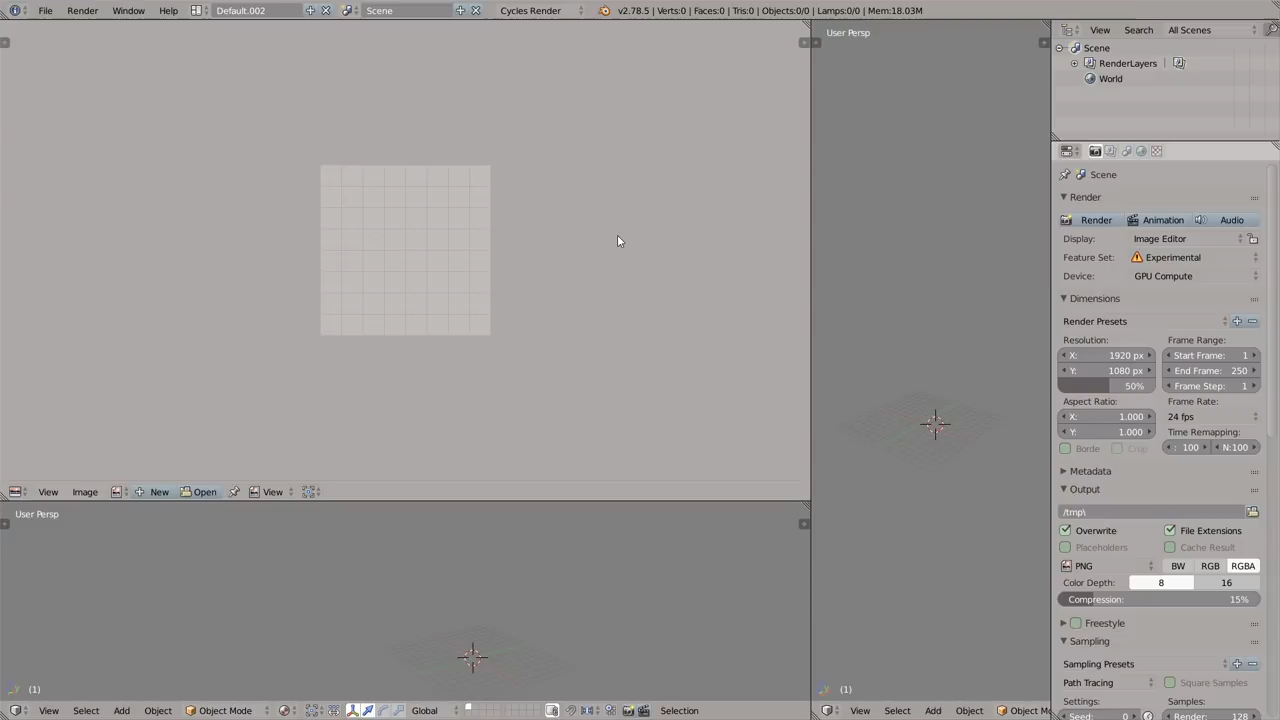 File Render Window Help Default.002 Scene Cycles Render v2.78.5 | Verts:0 | Faces:0 | Tris:0 | Objects:0/0 | Lamps:0/0 | Mem:18.03M
User Persp
View Search All Scenes
Scene
RenderLayers
World
Scene
Render
Render Animation Audio
Display: Image Editor
Feature Set: Experimental
Device: GPU Compute
Dimensions
Render Presets
Resolution: Frame Range:
X: 1920 px Start Frame: 1
Y: 1080 px End Frame: 250
50% Frame Step: 1
Aspect Ratio: Frame Rate:
X: 1.000 24 fps
Y: 1.000 Time Remapping:
Borde Crop : 100 N:100
Metadata
Output
/tmp\
Overwrite File Extensions
Placeholders Cache Result
PNG BW RGB RGBA
Color Depth: 8 16
Compression: 15%
Freestyle
Sampling
Sampling Presets
Path Tracing Square Samples
Settings: Samples:
Seed: 0 Render: 128
View Image New Open View
User Persp
(1)
(1)
View Select Add Object Object Mode Global Selection
View Select Add Object Object Mo